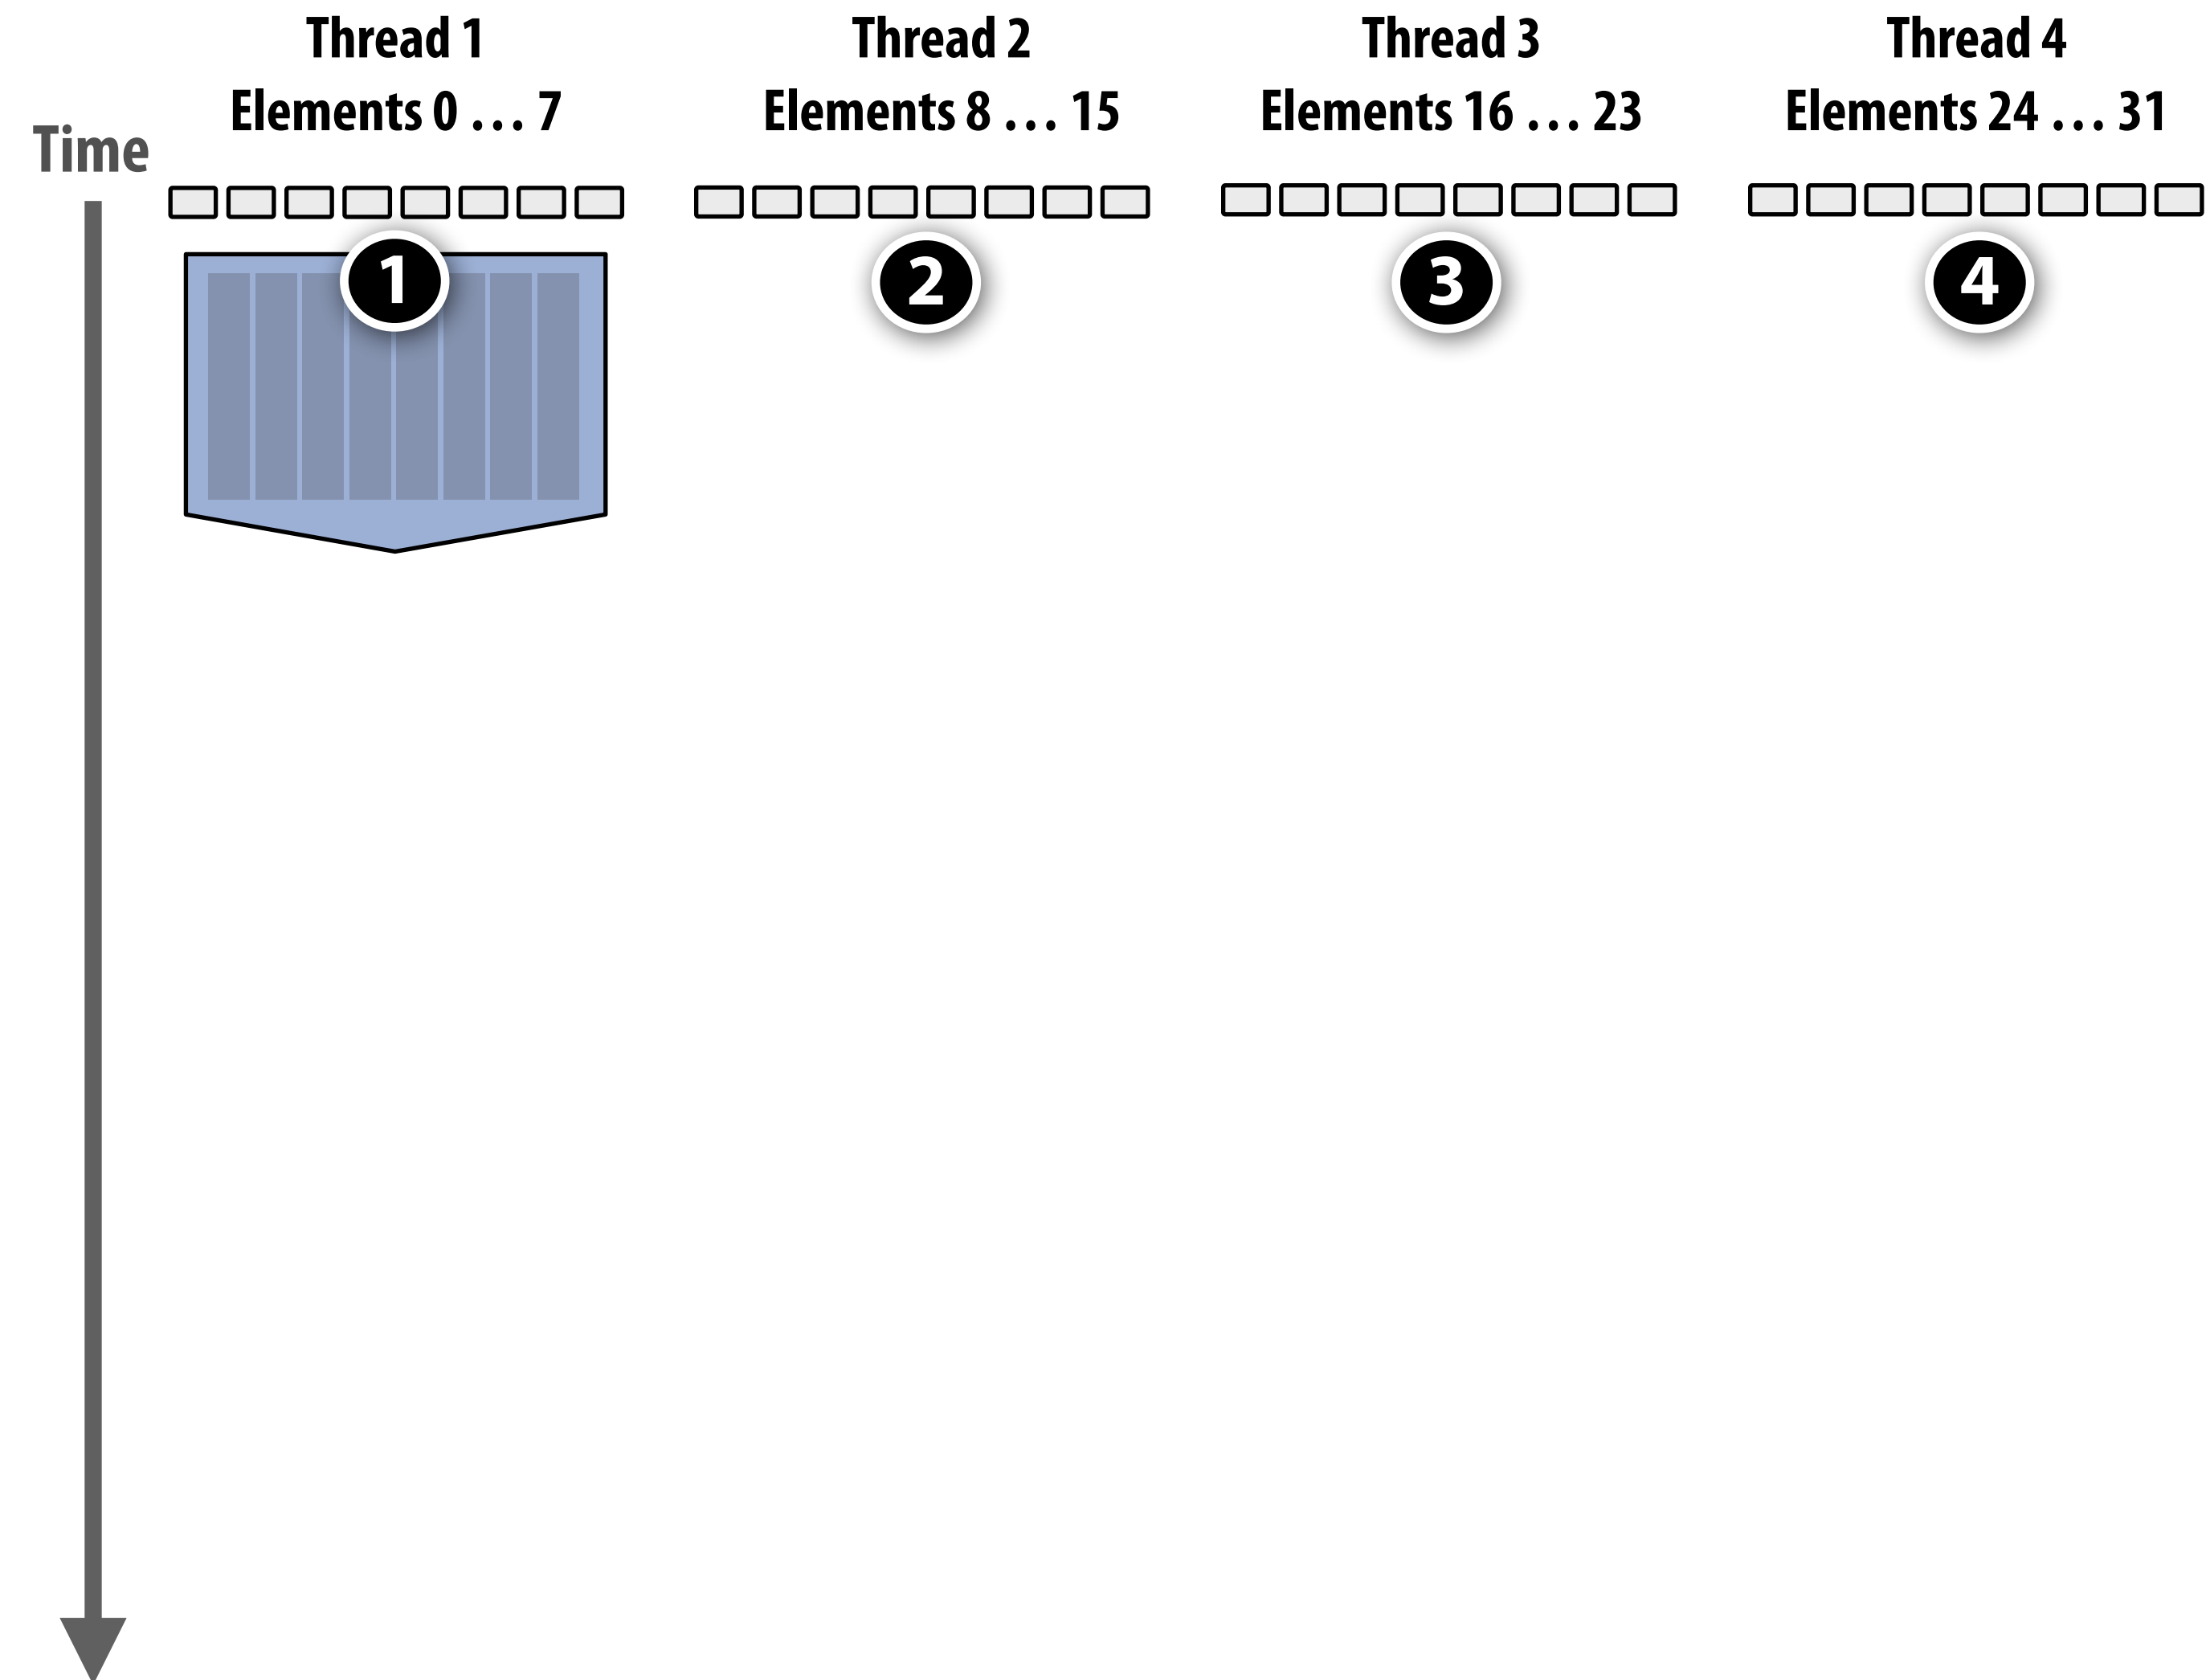 Thread 1
Elements 0 . . . 7
Thread 2
Elements 8 . . . 15
Thread 3
Elements 16 . . . 23
Thread 4
Elements 24 . . . 31
Time
1
2
3
4